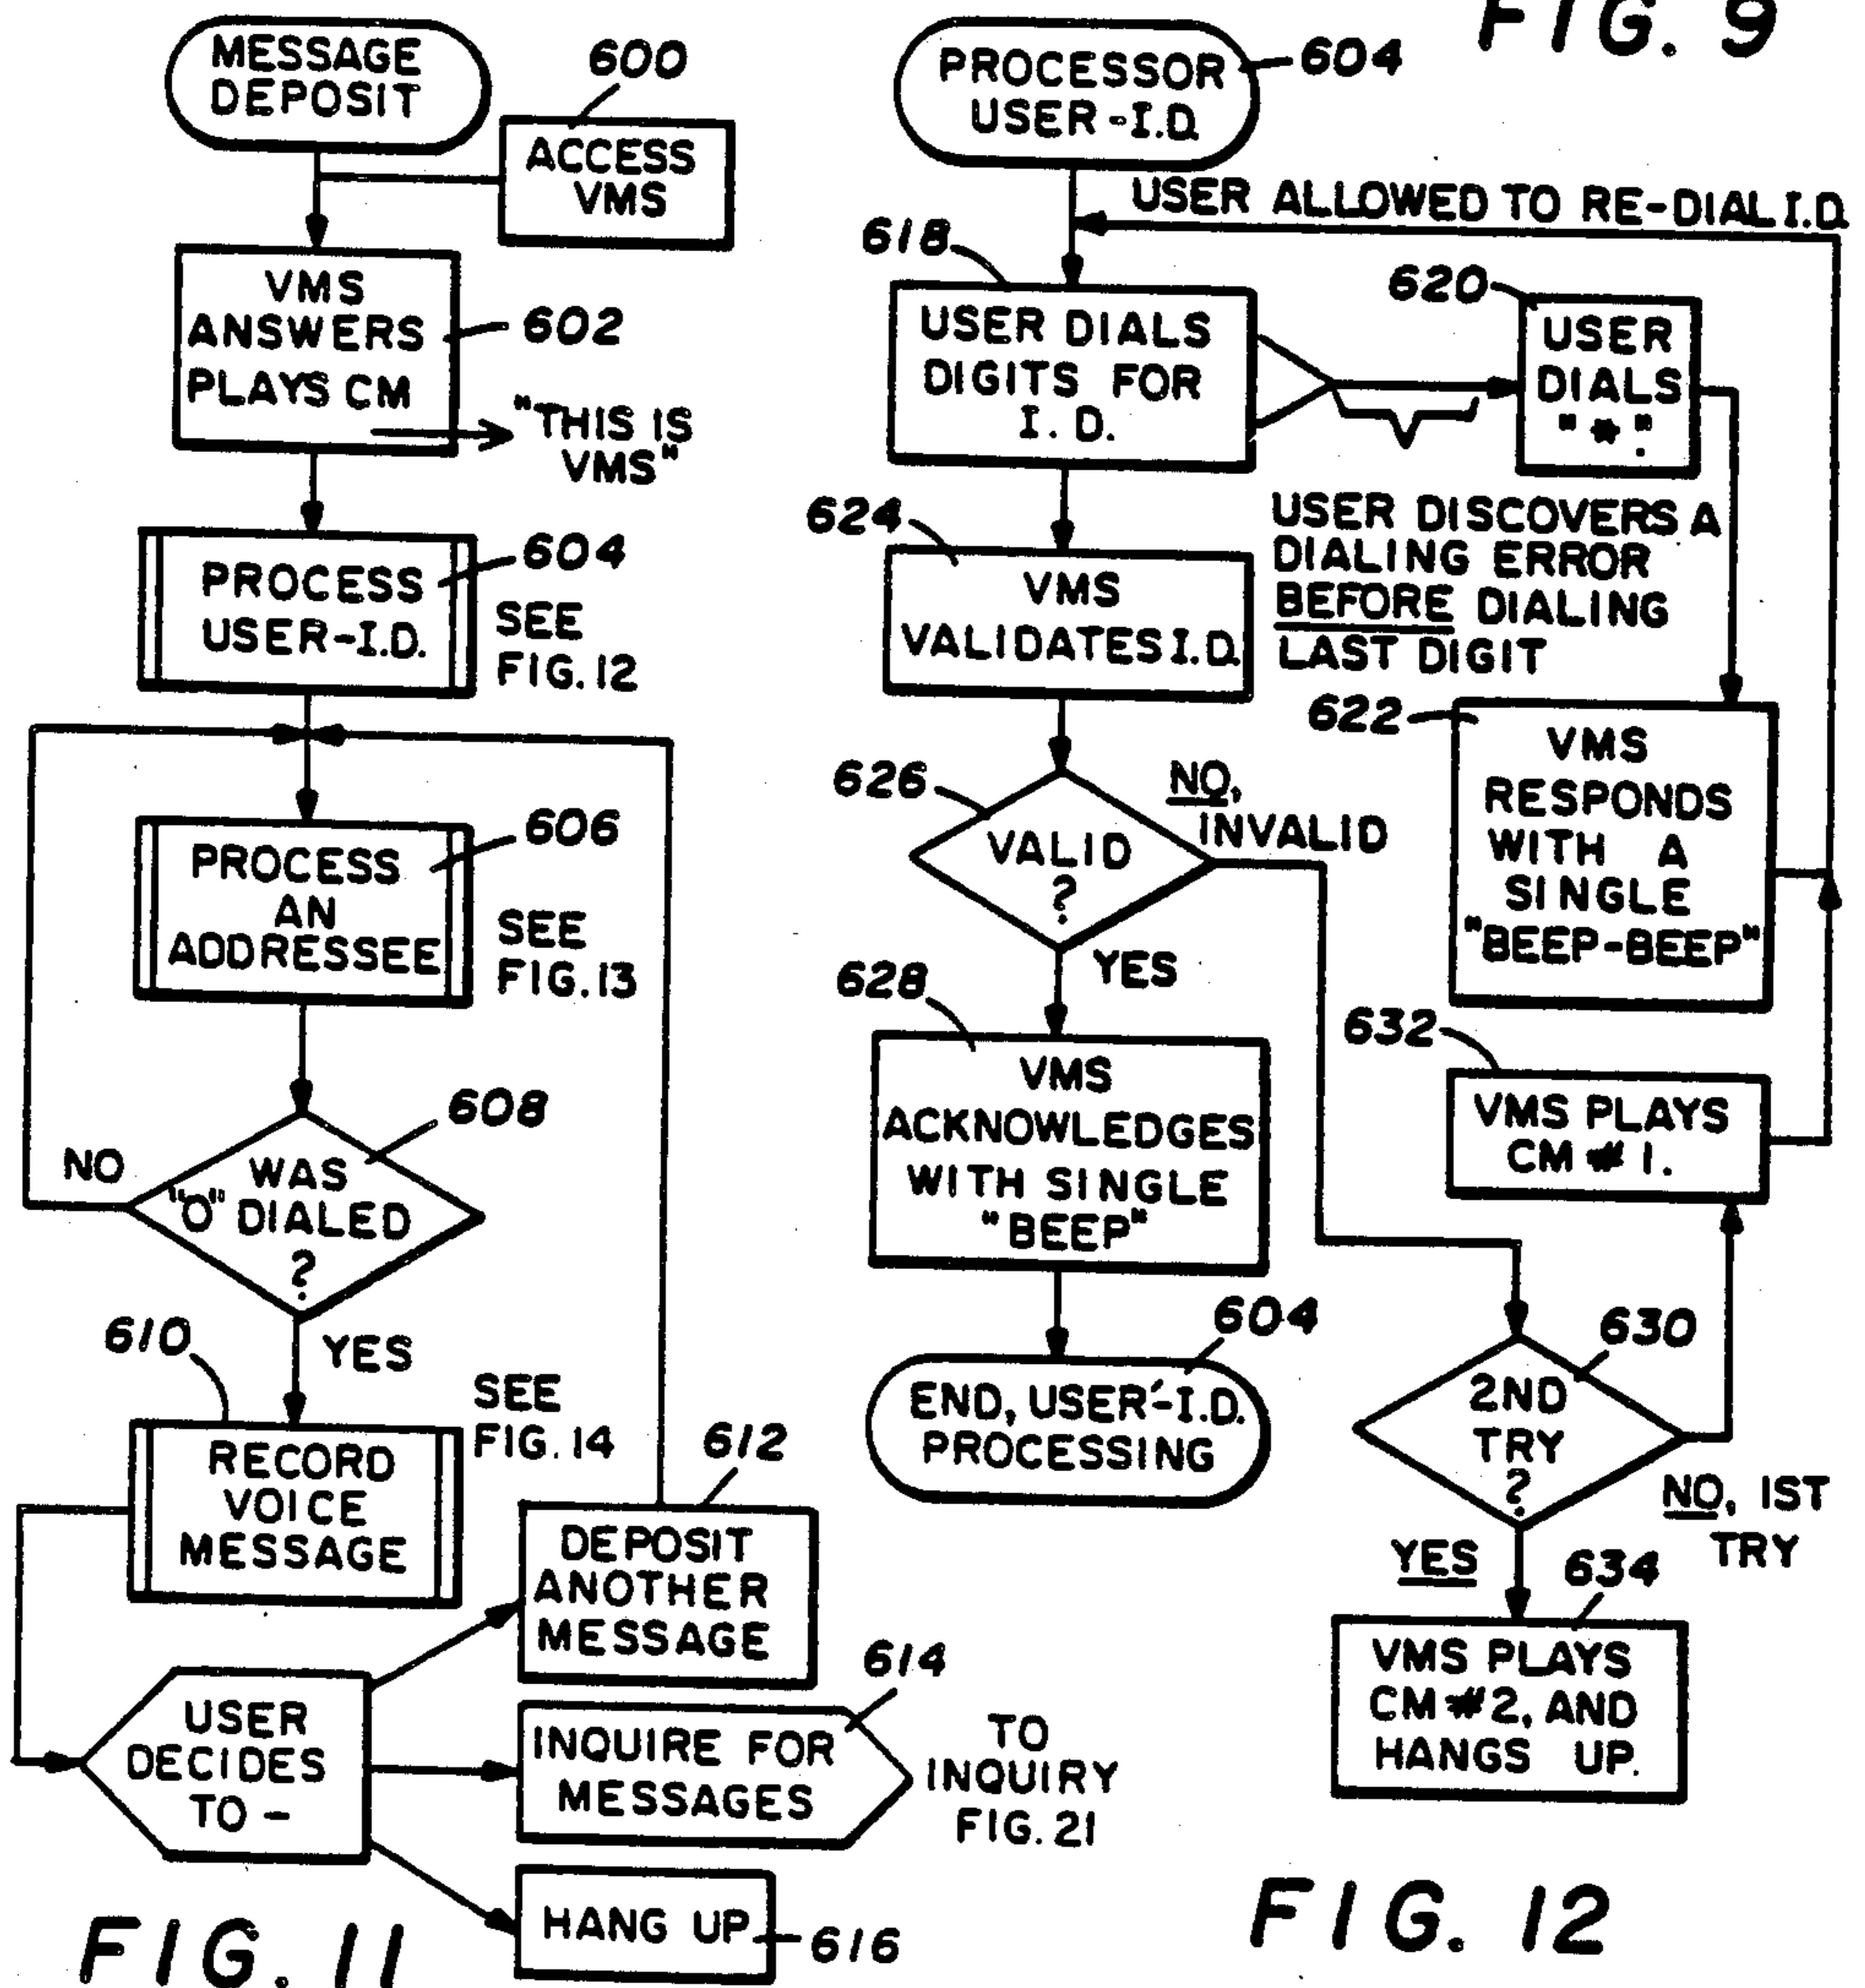 FIG. 9
MESSAGE
DEPOSIT
600
ACCESS
VMS
VMS
ANSWERS
PLAYS CM
602
"THIS IS
VMS"
PROCESS
USER-I.D.
604
SEE
FIG. 12
PROCESS
AN
ADDRESSEE
606
SEE
FIG. 13
608
NO
WAS
"O" DIALED
?
YES
610
SEE
FIG. 14
RECORD
VOICE
MESSAGE
612
DEPOSIT
ANOTHER
MESSAGE
USER
DECIDES
TO -
614
INQUIRE FOR
MESSAGES
TO
INQUIRY
FIG. 21
HANG UP
616
FIG. 11
PROCESSOR
USER-I.D.
604
USER ALLOWED TO RE-DIAL I.D.
618
USER DIALS
DIGITS FOR
I. D.
620
USER
DIALS
"*".
USER DISCOVERS A
DIALING ERROR
BEFORE DIALING
LAST DIGIT
624
VMS
VALIDATES I.D.
622
VMS
RESPONDS
WITH A
SINGLE
"BEEP-BEEP"
626
VALID
?
NO,
INVALID
YES
628
VMS
ACKNOWLEDGES
WITH SINGLE
"BEEP"
632
VMS PLAYS
CM # 1.
604
END, USER-I.D.
PROCESSING
630
2ND
TRY
?
NO, IST
TRY
YES
634
VMS PLAYS
CM #2, AND
HANGS UP.
FIG. 12